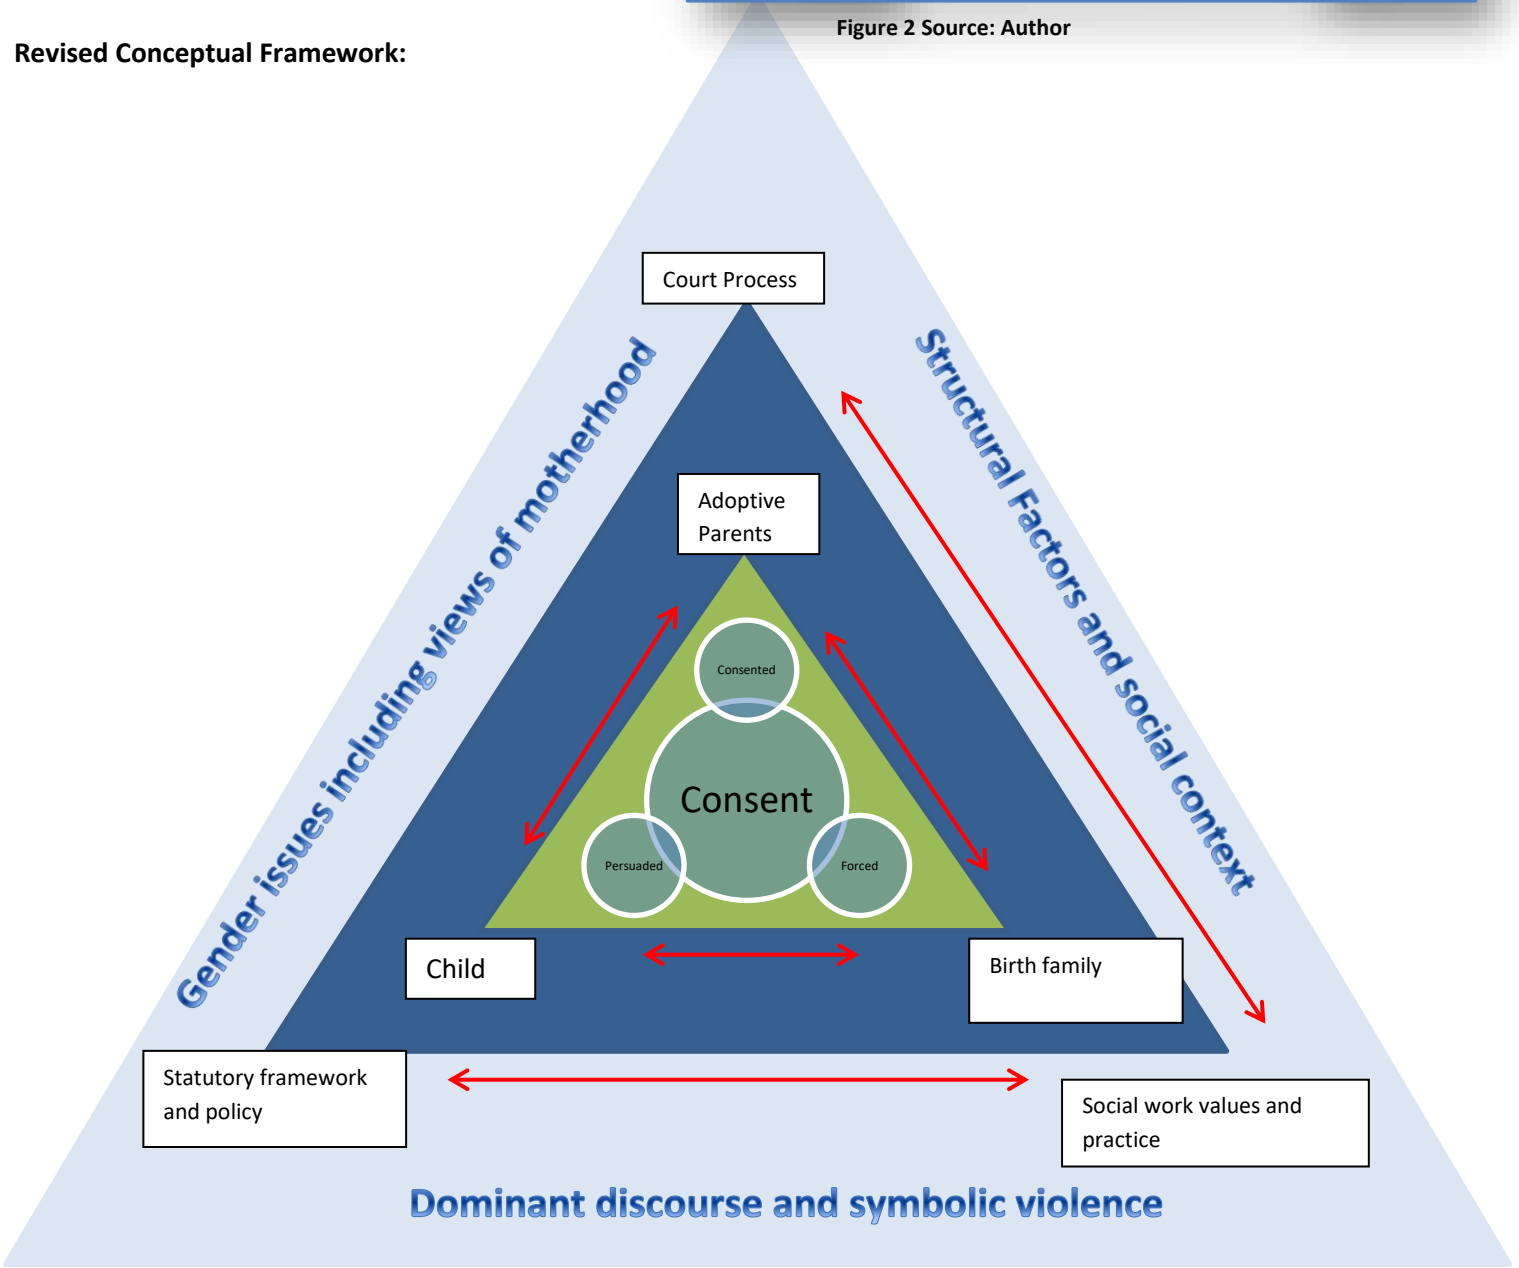 Figure 2 Source: Author
Revised Conceptual Framework:
Court Process
Gender issues including views of motherhood
Structural Factors and social context
Adoptive
Parents
Consented
Consent
Persuaded
Forced
Child
Birth family
Statutory framework
and policy
Social work values and
practice
Dominant discourse and symbolic violence